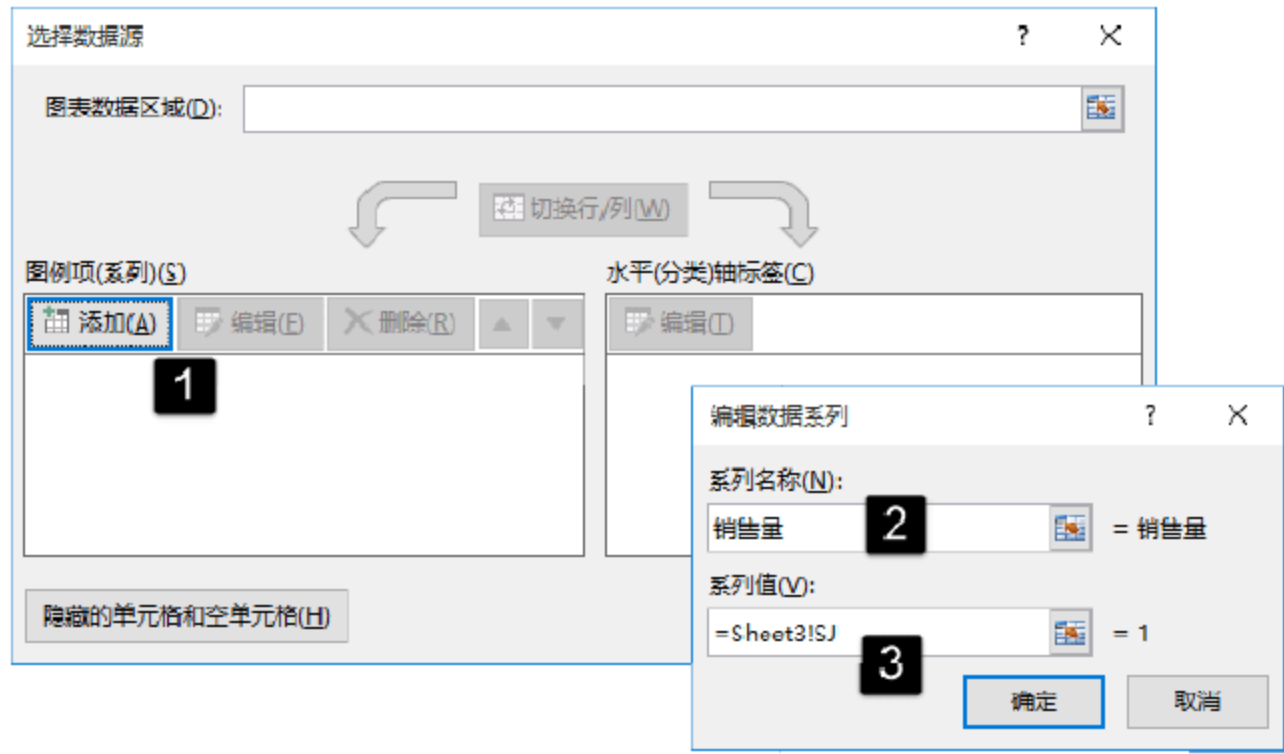 选择数据源
?
图表数据区域(D):
切换行/列(W)
图例项(系列)(S)
水平(分类)轴标签(C)
添加(A) 编辑(E) 删除(R)
编辑(T)
1
编辑数据系列
?
系列名称(N):
销售量 2 = 销售量
系列值(V):
=Sheet3!SJ = 1
3
隐藏的单元格和空单元格(H)
确定 取消